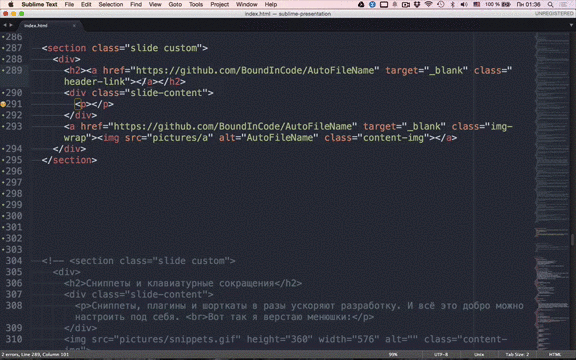 Sublime Text File Edit Selection Find View Goto Tools Project Window Help 100 % Пн 01:36
index.html — sublime-presentation
UNREGISTERED
index.html
286
287 <section class="slide custom">
288 <div>
289 <h2><a href="https://github.com/BoundInCode/AutoFileName" target="_blank" class="
header-link"></a></h2>
290 <div class="slide-content">
291 <p></p>
292 </div>
293 <a href="https://github.com/BoundInCode/AutoFileName" target="_blank" class="img-
wrap"><img src="pictures/a" alt="AutoFileName" class="content-img"></a>
294 </div>
295 </section>
296
297
298
299
300
301
302
303
304 <!-- <section class="slide custom">
305 <div>
306 <h2>Сниппеты и клавиатурные сокращения</h2>
307 <div class="slide-content">
308 <p>Сниппеты, плагины и шорткаты в разы ускоряют разработку. И всё это добро можно
настроить под себя. <br>Вот так я верстаю менюшки:</p>
309 </div>
310 <img src="pictures/snippets.gif" height="360" width="576" alt="" class="content-
2 errors, Line 289, Column 101 99% UTF-8 Unix Tab Size: 2 HTML